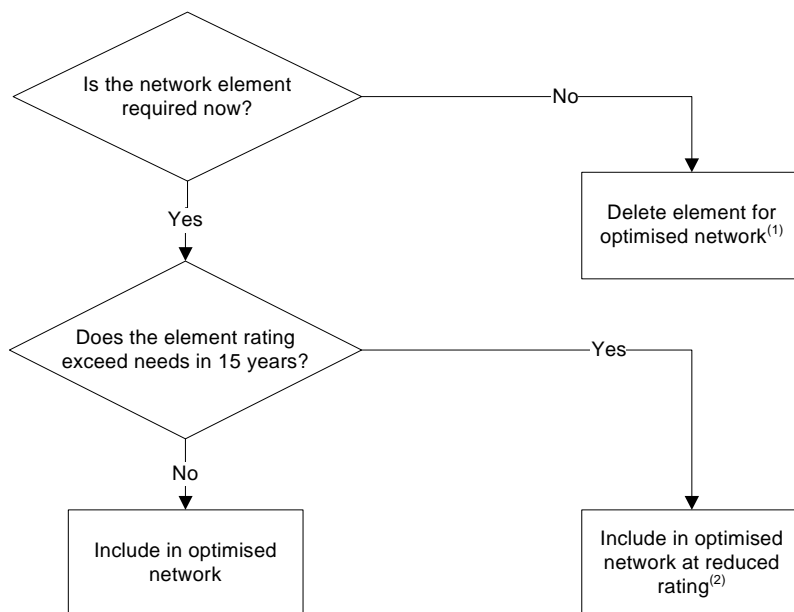 Is the network element
required now?
No
Delete element for
optimised network(1)
Yes
Does the element rating
exceed needs in 15 years?
Yes
No
Include in optimised
network
Include in optimised
network at reduced
rating(2)